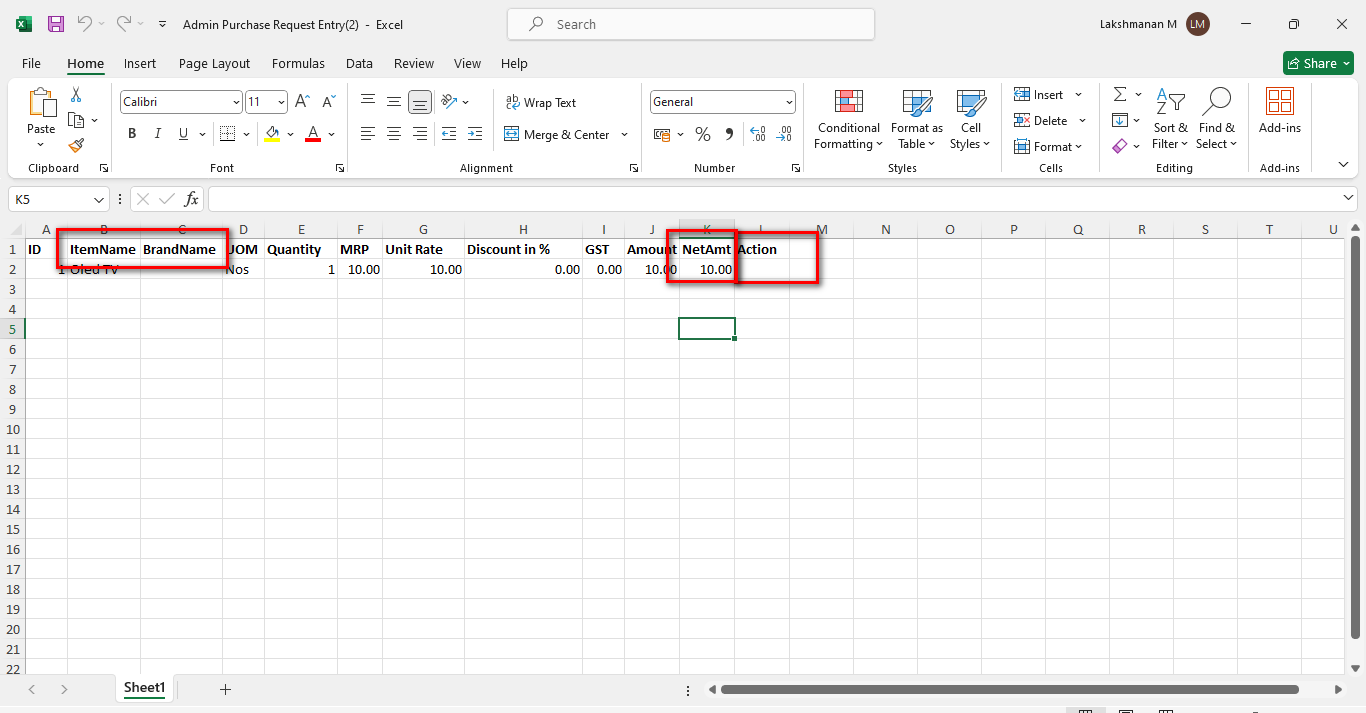 Admin Purchase Request Entry(2) - Excel
Search
Lakshmanan M LM
File Home Insert Page Layout Formulas Data Review View Help
Share
Paste
Clipboard
Calibri 11
B I U
Font
Wrap Text
Merge & Center
Alignment
General
Number
Conditional Formatting
Format as Table
Cell Styles
Styles
Insert
Delete
Format
Cells
Sort & Filter
Find & Select
Editing
Add-ins
Add-ins
K5
fx
A B C D E F G H I J K L M N O P Q R S T U
1 ID ItemName BrandName UOM Quantity MRP Unit Rate Discount in % GST Amount NetAmt Action
2 1 Oled TV Nos 1 10.00 10.00 0.00 0.00 10.00 10.00
3
4
5
6
7
8
9
10
11
12
13
14
15
16
17
18
19
20
21
22
Sheet1